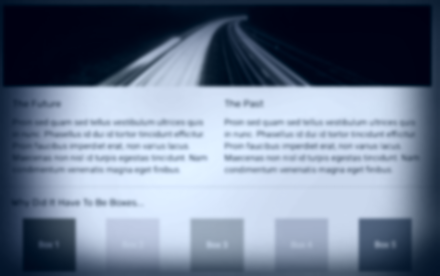 The Future
Proin sed quam sed tellus vestibulum ultrices quis
in nunc. Phasellus id dui id tortor tincidunt efficitur.
Proin faucibus imperdiet erat, non varius lacus.
Maecenas non nisl id turpis egestas tincidunt. Nam
condimentum venenatis magna eget finibus.
The Past
Proin sed quam sed tellus vestibulum ultrices quis
in nunc. Phasellus id dui id tortor tincidunt efficitur.
Proin faucibus imperdiet erat, non varius lacus.
Maecenas non nisl id turpis egestas tincidunt. Nam
condimentum venenatis magna eget finibus.
Why Did It Have To Be Boxes...
Box 1
Box 2
Box 3
Box 4
Box 5